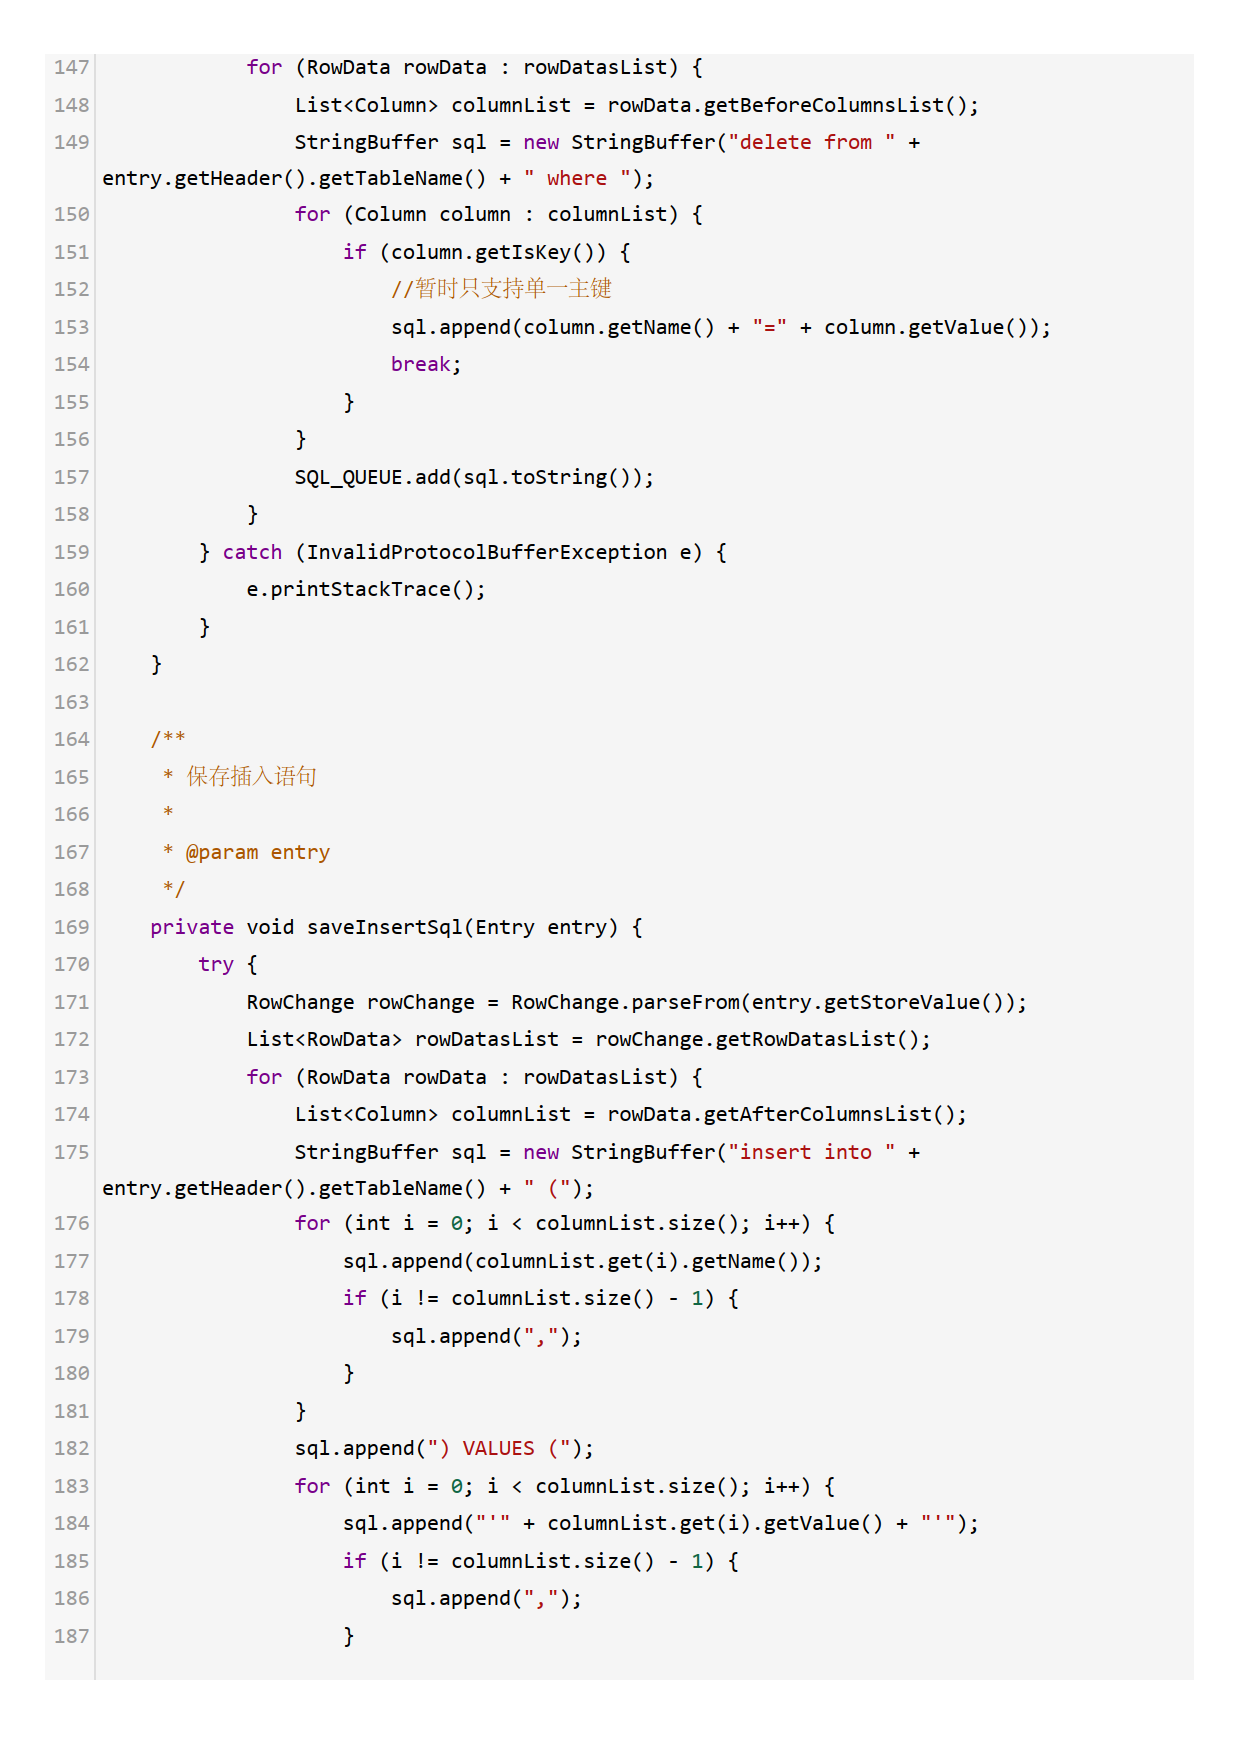 147             for (RowData rowData : rowDatasList) {
148                 List<Column> columnList = rowData.getBeforeColumnsList();
149                 StringBuffer sql = new StringBuffer("delete from " +
entry.getHeader().getTableName() + " where ");
150                 for (Column column : columnList) {
151                     if (column.getIsKey()) {
152                         //暂时只支持单一主键
153                         sql.append(column.getName() + "=" + column.getValue());
154                         break;
155                     }
156                 }
157                 SQL_QUEUE.add(sql.toString());
158             }
159         } catch (InvalidProtocolBufferException e) {
160             e.printStackTrace();
161         }
162     }
163
164     /**
165      * 保存插入语句
166      *
167      * @param entry
168      */
169     private void saveInsertSql(Entry entry) {
170         try {
171             RowChange rowChange = RowChange.parseFrom(entry.getStoreValue());
172             List<RowData> rowDatasList = rowChange.getRowDatasList();
173             for (RowData rowData : rowDatasList) {
174                 List<Column> columnList = rowData.getAfterColumnsList();
175                 StringBuffer sql = new StringBuffer("insert into " +
entry.getHeader().getTableName() + " (");
176                 for (int i = 0; i < columnList.size(); i++) {
177                     sql.append(columnList.get(i).getName());
178                     if (i != columnList.size() - 1) {
179                         sql.append(",");
180                     }
181                 }
182                 sql.append(") VALUES (");
183                 for (int i = 0; i < columnList.size(); i++) {
184                     sql.append("'" + columnList.get(i).getValue() + "'");
185                     if (i != columnList.size() - 1) {
186                         sql.append(",");
187                     }